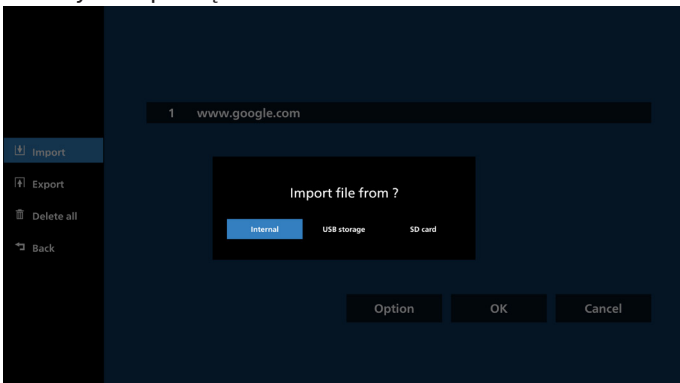 1 www.google.com
Import
Export
Delete all
Back
Import file from ?
Internal USB storage SD card
Option OK Cancel